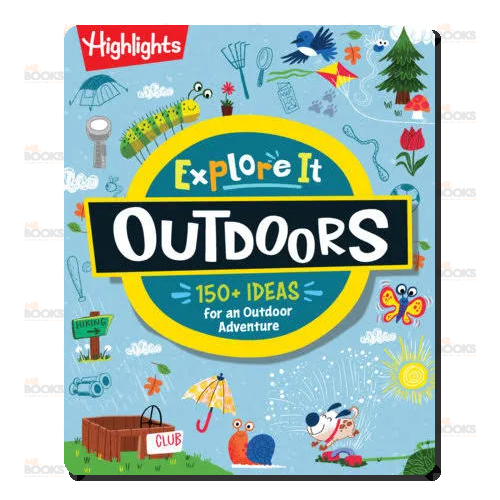 Highlights
Explore It
OUTDOORS
150+ IDEAS
for an Outdoor
Adventure
HIKING
CLUB